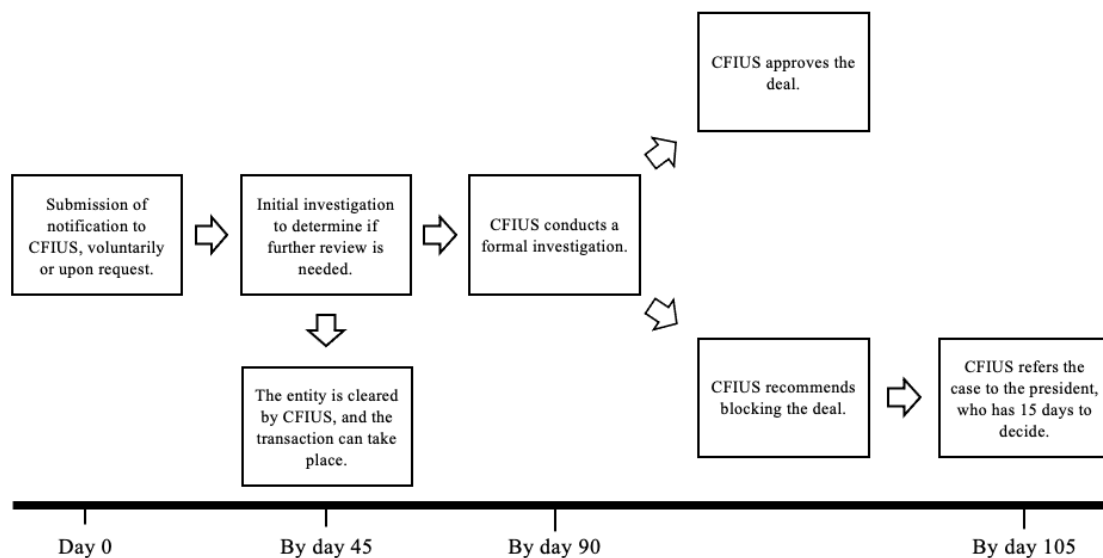 CFIUS approves the
deal.
Submission of
notification to
CFIUS, voluntarily
or upon request.
Initial investigation
to determine if
further review is
needed.
CFIUS conducts a
formal investigation.
The entity is cleared
by CFIUS, and the
transaction can take
place.
CFIUS recommends
blocking the deal.
CFIUS refers the
case to the president,
who has 15 days to
decide.
Day 0
By day 45
By day 90
By day 105